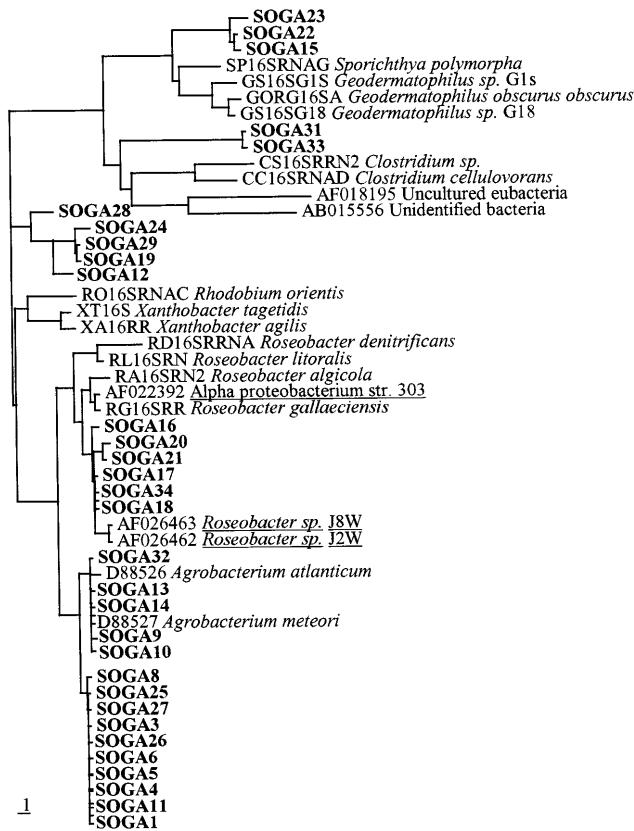 SOGA23
SOGA22
SOGA15
SP16SRNAG Sporichthya polymorpha
GS16SG1S Geodermatophilus sp. G1s
GORG16SA Geodermatophilus obscurus obscurus
GS16SG18 Geodermatophilus sp. G18
SOGA31
SOGA33
CS16SRRN2 Clostridium sp.
CC16SRNAD Clostridium cellulovorans
AF018195 Uncultured eubacteria
AB015556 Unidentified bacteria
SOGA28
SOGA24
SOGA29
SOGA19
SOGA12
RO16SRNAC Rhodobium orientis
XT16S Xanthobacter tagetidis
XA16RR Xanthobacter agilis
RD16SRRNA Roseobacter denitrificans
RL16SRN Roseobacter litoralis
RA16SRN2 Roseobacter algicola
AF022392 Alpha proteobacterium str. 303
RG16SRR Roseobacter gallaeciensis
SOGA16
SOGA20
SOGA21
SOGA17
SOGA34
SOGA18
AF026463 Roseobacter sp. J8W
AF026462 Roseobacter sp. J2W
SOGA32
D88526 Agrobacterium atlanticum
SOGA13
SOGA14
D88527 Agrobacterium meteori
SOGA9
SOGA10
SOGA8
SOGA25
SOGA27
SOGA3
SOGA26
SOGA6
SOGA5
SOGA4
SOGA11
SOGA1
1